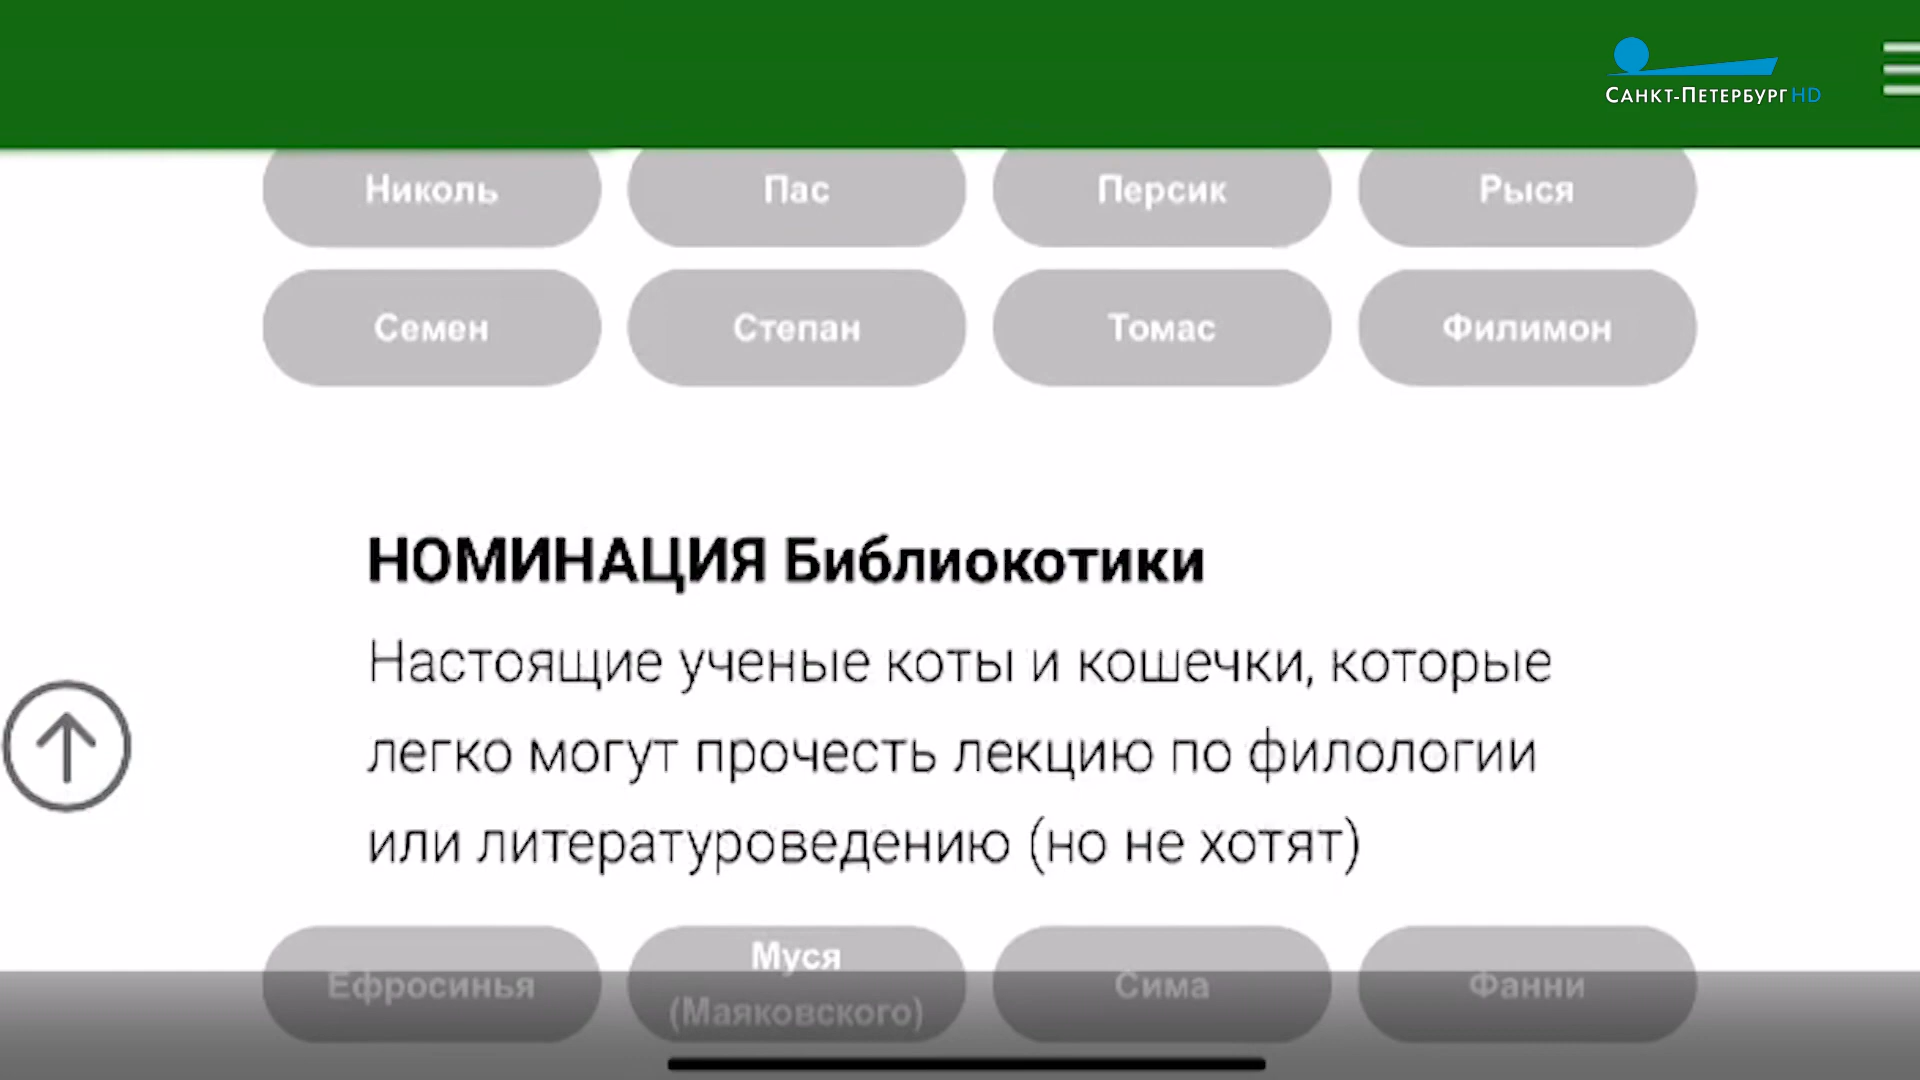 САНКТ-ПЕТЕРБУРГ HD
Николь Пас Персик Рыся
Семен Степан Томас Филимон
НОМИНАЦИЯ Библиокотики
Настоящие ученые коты и кошечки, которые
легко могут прочесть лекцию по филологии
или литературоведению (но не хотят)
Ефросинья Муся Сима Фанни
(Маяковского)